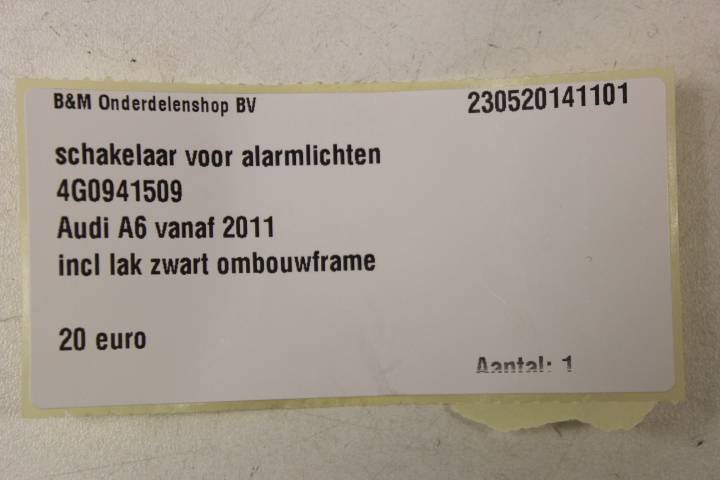 B&M Onderdelenshop BV 230520141101
schakelaar voor alarmlichten
4G0941509
Audi A6 vanaf 2011
incl lak zwart ombouwframe
20 euro
Aantal: 1